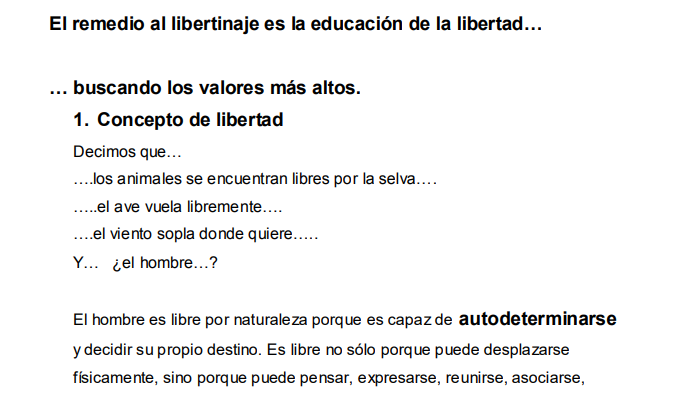 El remedio al libertinaje es la educación de la libertad…
… buscando los valores más altos.
1. Concepto de libertad
Decimos que…
….los animales se encuentran libres por la selva….
…..el ave vuela libremente….
….el viento sopla donde quiere…..
Y… ¿el hombre…?
El hombre es libre por naturaleza porque es capaz de autodeterminarse
y decidir su propio destino. Es libre no sólo porque puede desplazarse
físicamente, sino porque puede pensar, expresarse, reunirse, asociarse,